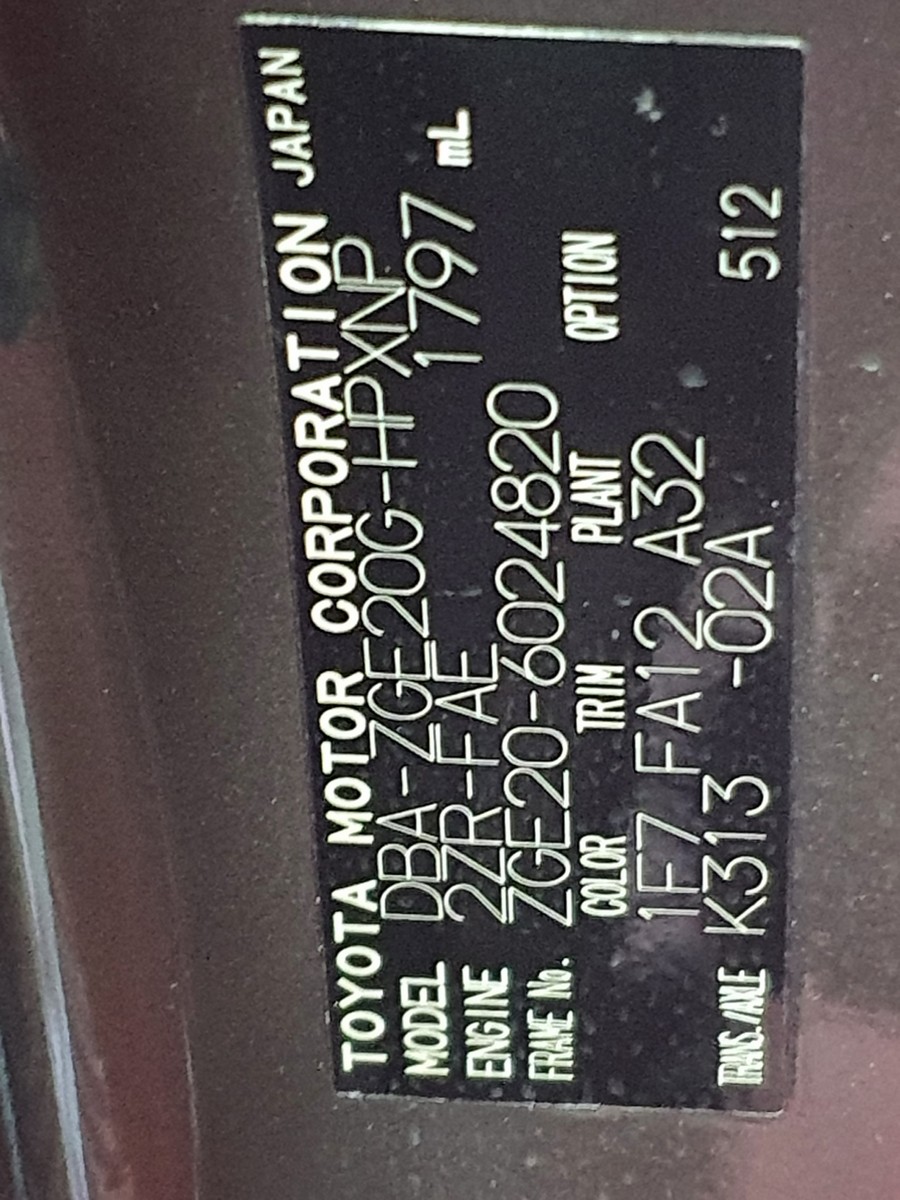 TOYOTA MOTOR CORPORATION JAPAN
MODEL DBA-ZGE20G-HPXNP
ENGINE 2ZR-FAE 1797 mL
FRAME No. ZGE20-6024820
COLOR TRIM PLANT OPTION
1F7 FA12 A32
TRANS./AXLE K313 -02A 512